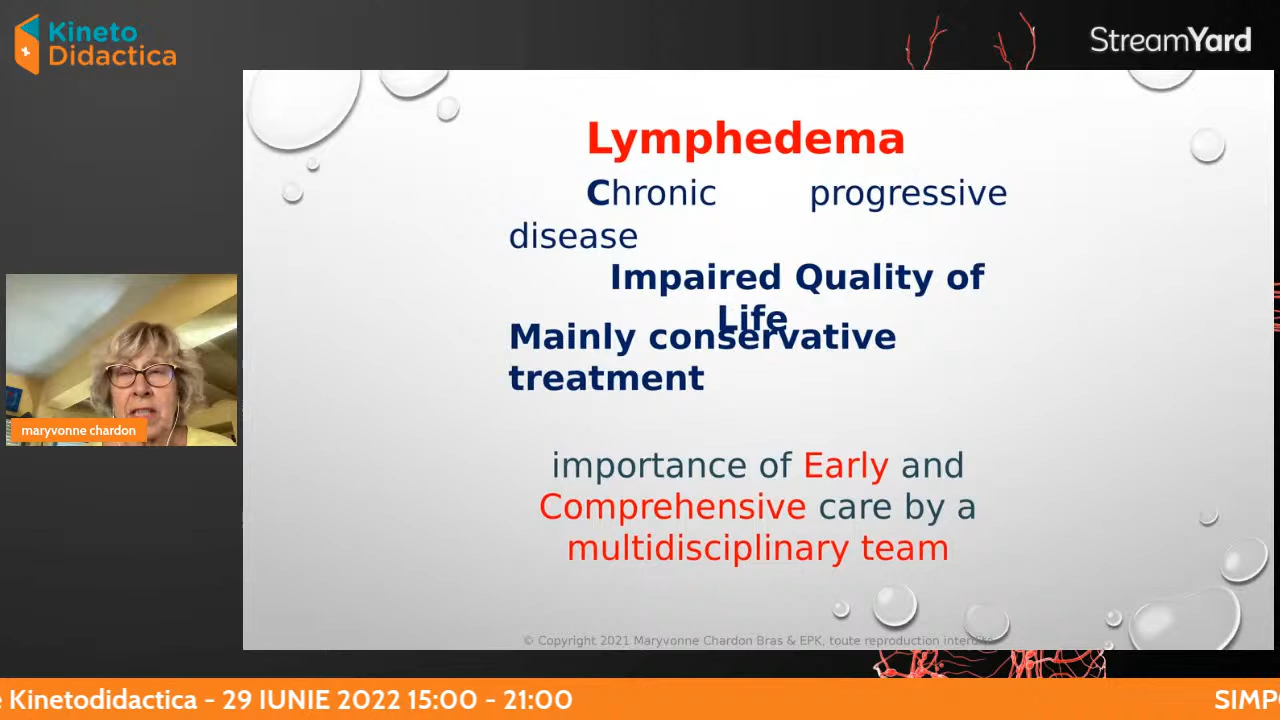 Kineto
Didactica
StreamYard
Lymphedema
Chronic progressive
disease
Impaired Quality of
Life
Mainly conservative
treatment
importance of Early and
Comprehensive care by a
multidisciplinary team
© Copyright 2021 Maryvonne Chardon Bras & EPK, toute reproduction interdite
maryvonne chardon
Kinetodidactica - 29 IUNIE 2022 15:00 - 21:00